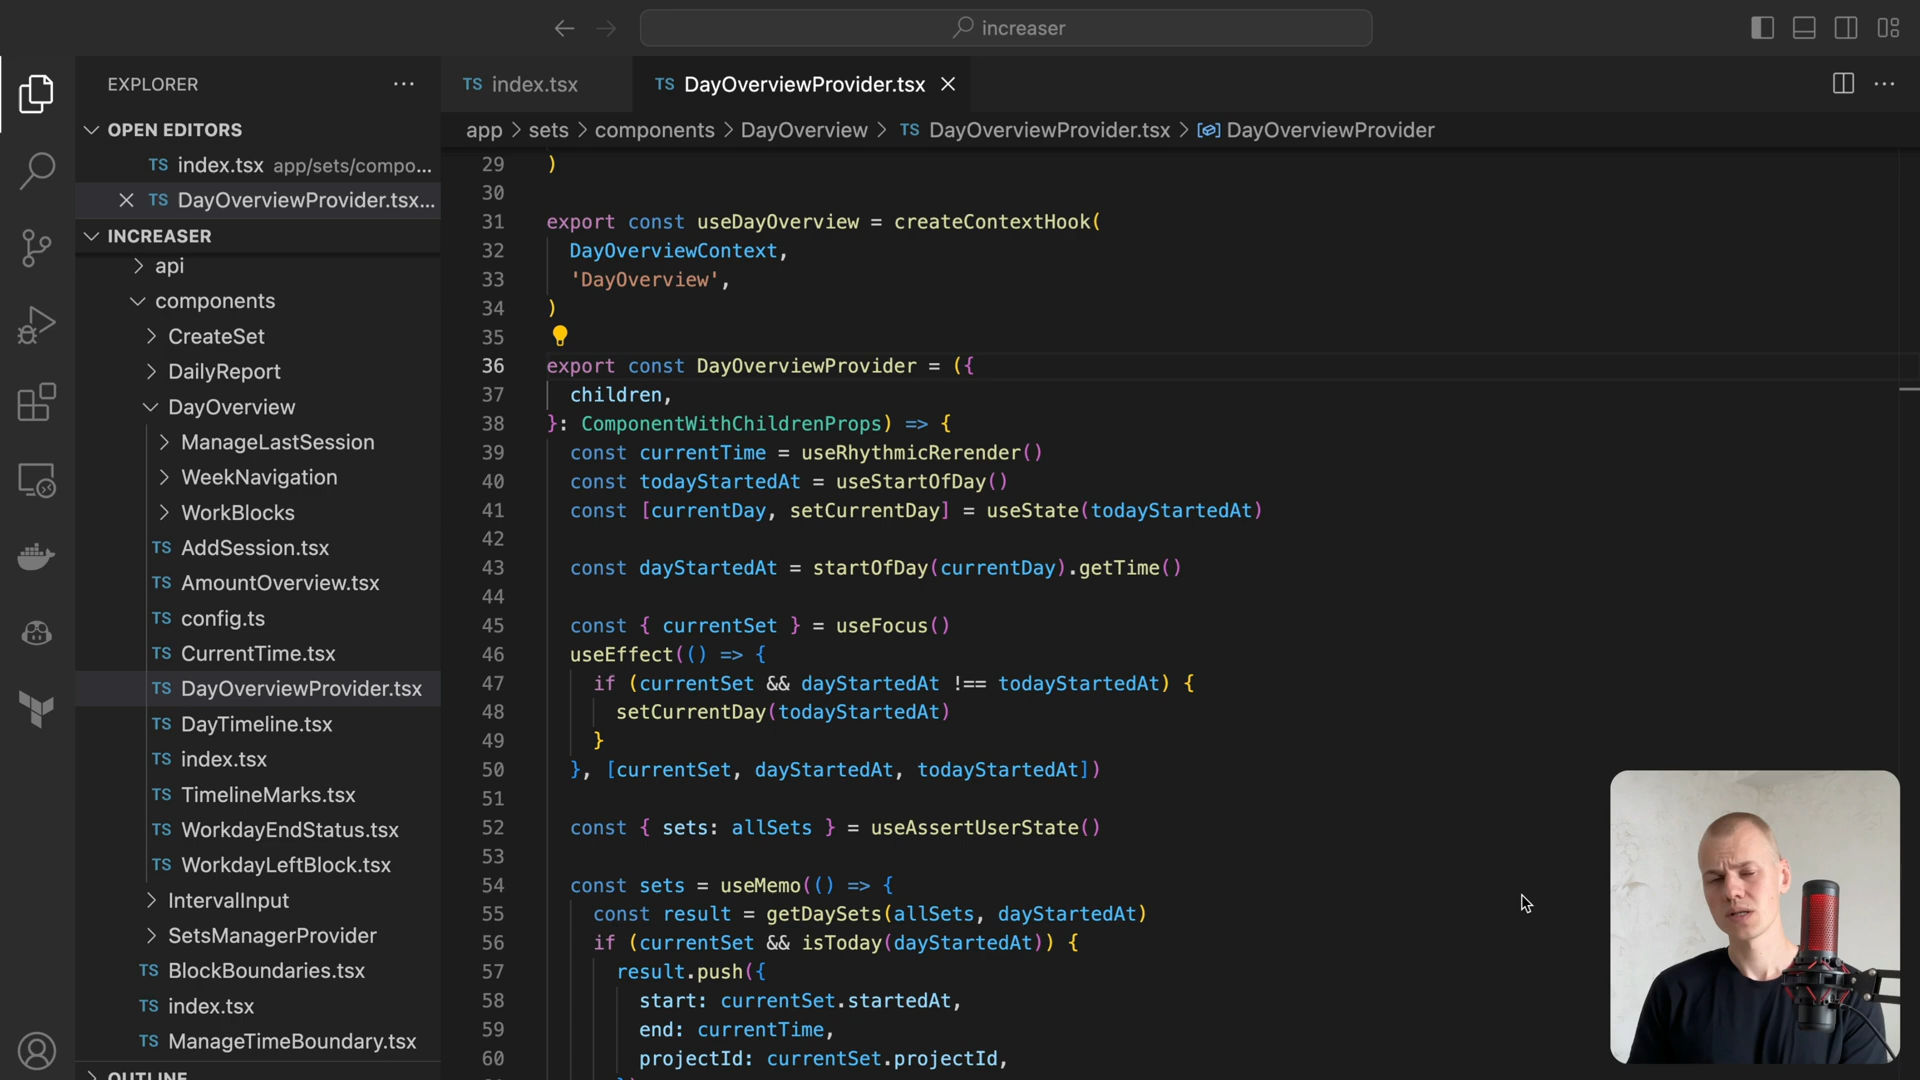 increaser
EXPLORER
OPEN EDITORS
TS index.tsx app/sets/compo...
TS DayOverviewProvider.tsx...
INCREASER
api
components
CreateSet
DailyReport
DayOverview
ManageLastSession
WeekNavigation
WorkBlocks
TS AddSession.tsx
TS AmountOverview.tsx
TS config.ts
TS CurrentTime.tsx
TS DayOverviewProvider.tsx
TS DayTimeline.tsx
TS index.tsx
TS TimelineMarks.tsx
TS WorkdayEndStatus.tsx
TS WorkdayLeftBlock.tsx
IntervalInput
SetsManagerProvider
TS BlockBoundaries.tsx
TS index.tsx
TS ManageTimeBoundary.tsx
OUTLINE
TS index.tsx
TS DayOverviewProvider.tsx
app > sets > components > DayOverview > TS DayOverviewProvider.tsx > DayOverviewProvider
29 )
30
31 export const useDayOverview = createContextHook(
32 DayOverviewContext,
33 'DayOverview',
34 )
35
36 export const DayOverviewProvider = ({
37 children,
38 }: ComponentWithChildrenProps) => {
39 const currentTime = useRhythmicRerender()
40 const todayStartedAt = useStartOfDay()
41 const [currentDay, setCurrentDay] = useState(todayStartedAt)
42
43 const dayStartedAt = startOfDay(currentDay).getTime()
44
45 const { currentSet } = useFocus()
46 useEffect(() => {
47 if (currentSet && dayStartedAt !== todayStartedAt) {
48 setCurrentDay(todayStartedAt)
49 }
50 }, [currentSet, dayStartedAt, todayStartedAt])
51
52 const { sets: allSets } = useAssertUserState()
53
54 const sets = useMemo(() => {
55 const result = getDaySets(allSets, dayStartedAt)
56 if (currentSet && isToday(dayStartedAt)) {
57 result.push({
58 start: currentSet.startedAt,
59 end: currentTime,
60 projectId: currentSet.projectId,